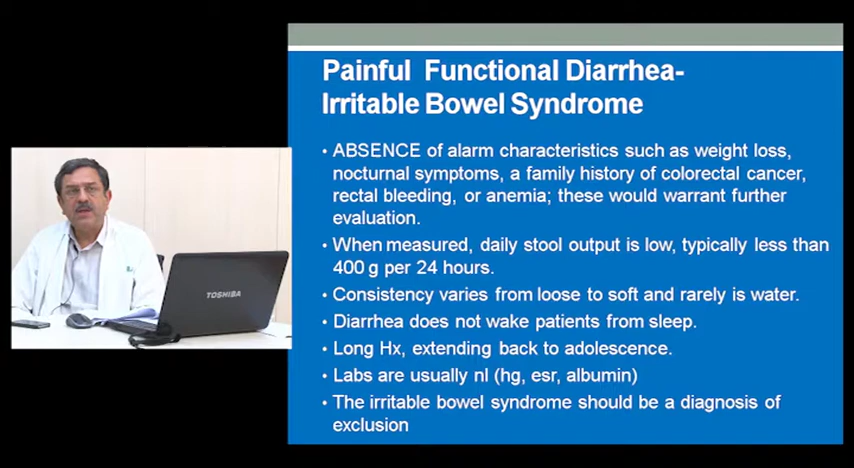 Painful Functional Diarrhea-
Irritable Bowel Syndrome
• ABSENCE of alarm characteristics such as weight loss,
nocturnal symptoms, a family history of colorectal cancer,
rectal bleeding, or anemia; these would warrant further
evaluation.
• When measured, daily stool output is low, typically less than
400 g per 24 hours.
• Consistency varies from loose to soft and rarely is water.
• Diarrhea does not wake patients from sleep.
• Long Hx, extending back to adolescence.
• Labs are usually nl (hg, esr, albumin)
• The irritable bowel syndrome should be a diagnosis of
exclusion
TOSHIBA